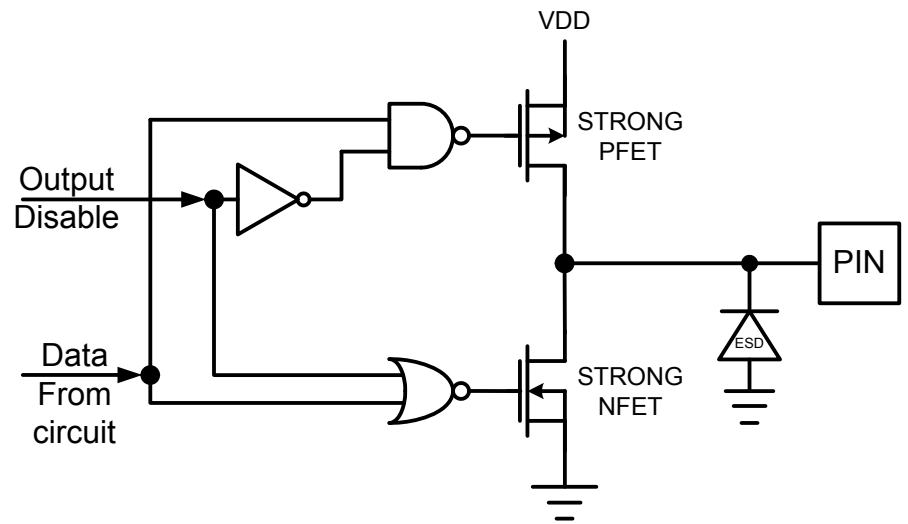 VDD
STRONG
PFET
Output
Disable
PIN
ESD
Data
From
circuit
STRONG
NFET